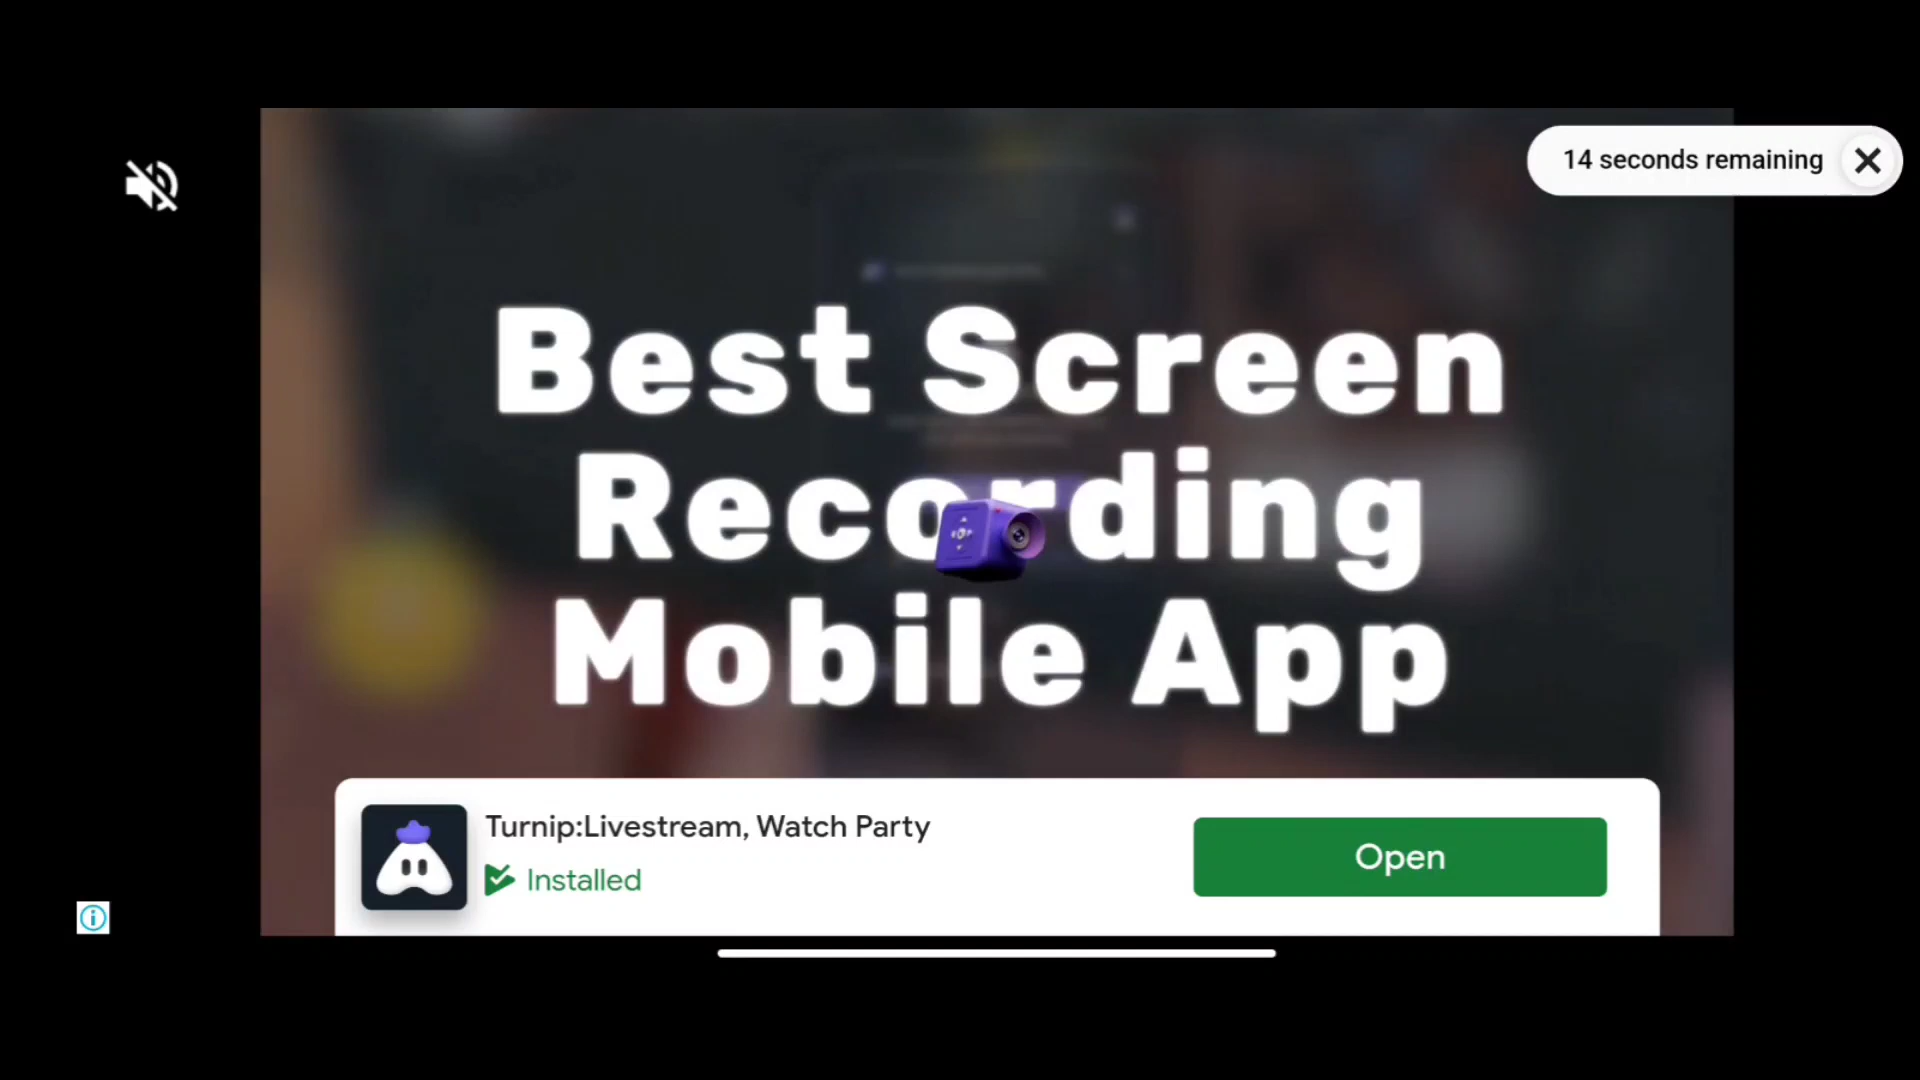 14 seconds remaining
Best Screen
Recording
Mobile App
Turnip:Livestream, Watch Party
Installed
Open